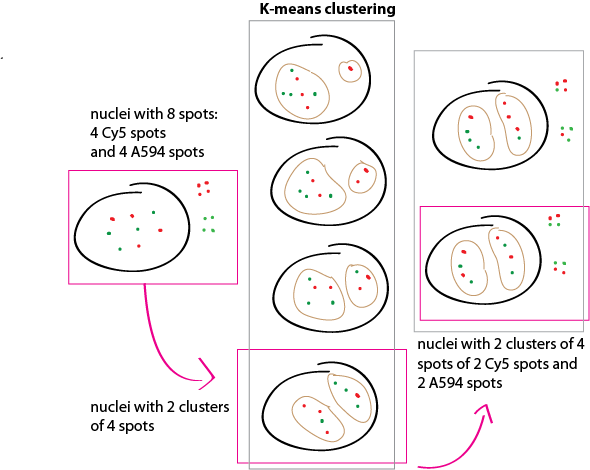 K-means clustering
.
nuclei with 8 spots:
4 Cy5 spots
and 4 A594 spots
nuclei with 2 clusters
of 4 spots
nuclei with 2 clusters of 4
spots of 2 Cy5 spots and
2 A594 spots